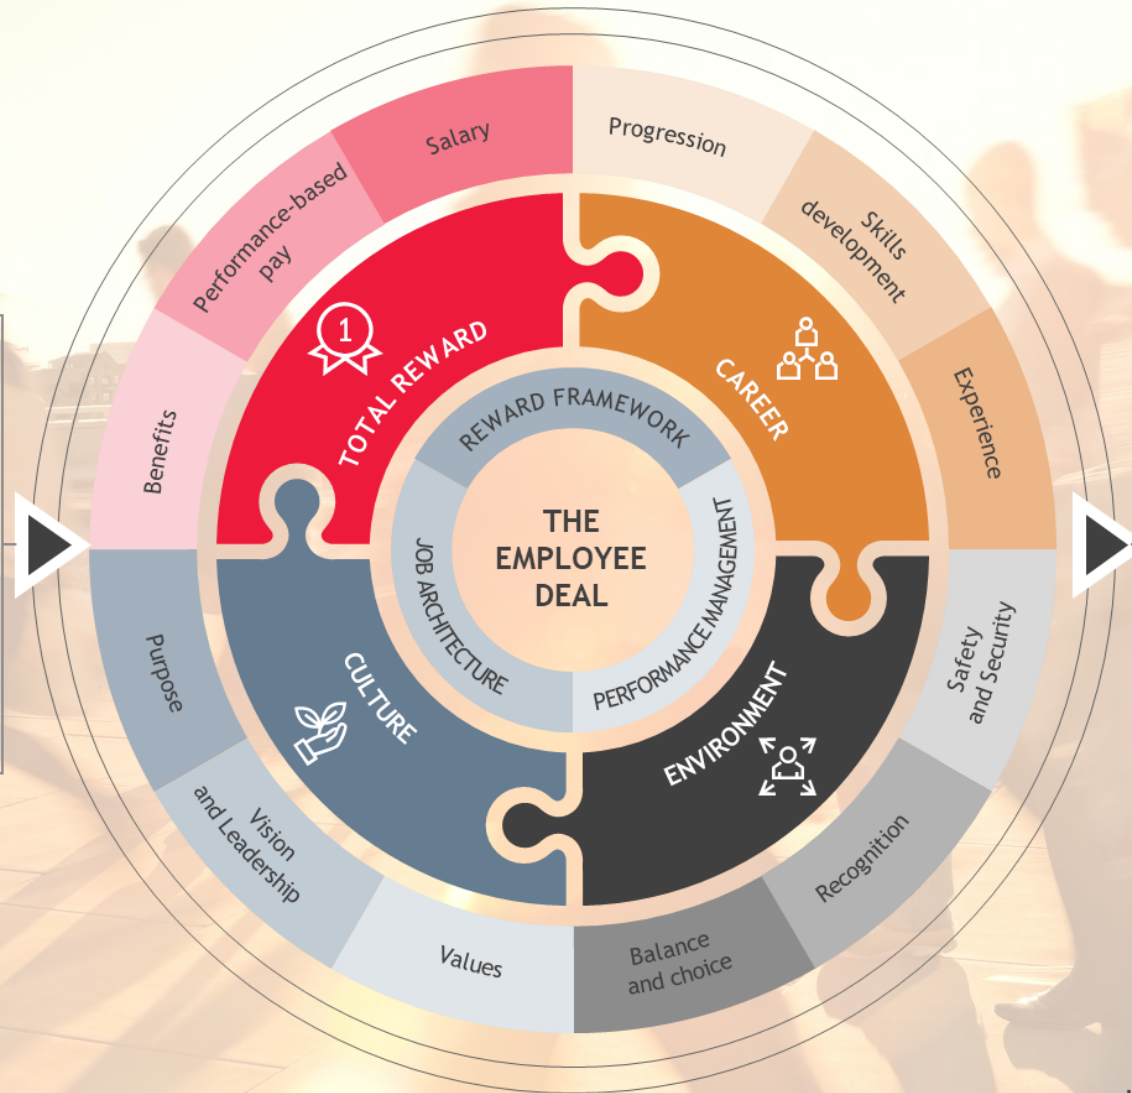 Salary
Progression
Performance-based
pay
Skills
development
Benefits
Experience
1
TOTAL REWARD
CAREER
REWARD FRAMEWORK
THE
EMPLOYEE
DEAL
JOB ARCHITECTURE
PERFORMANCE MANAGEMENT
CULTURE
ENVIRONMENT
Purpose
Safety
and Security
Vision
and Leadership
Recognition
Values
Balance
and choice